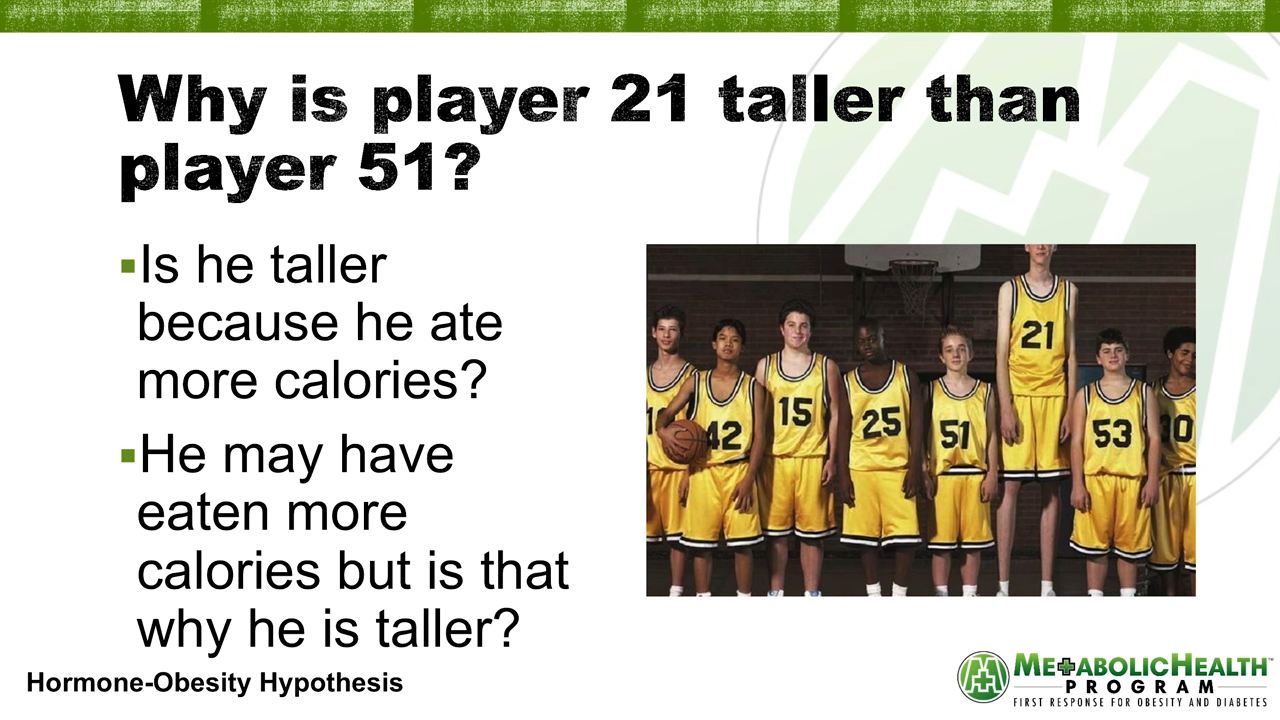 Why is player 21 taller than
player 51?
▪Is he taller
because he ate
more calories?
▪He may have
eaten more
calories but is that
why he is taller?
42
15
25
51
21
53
30
Hormone-Obesity Hypothesis
METABOLICHEALTH™
PROGRAM
FIRST RESPONSE FOR OBESITY AND DIABETES